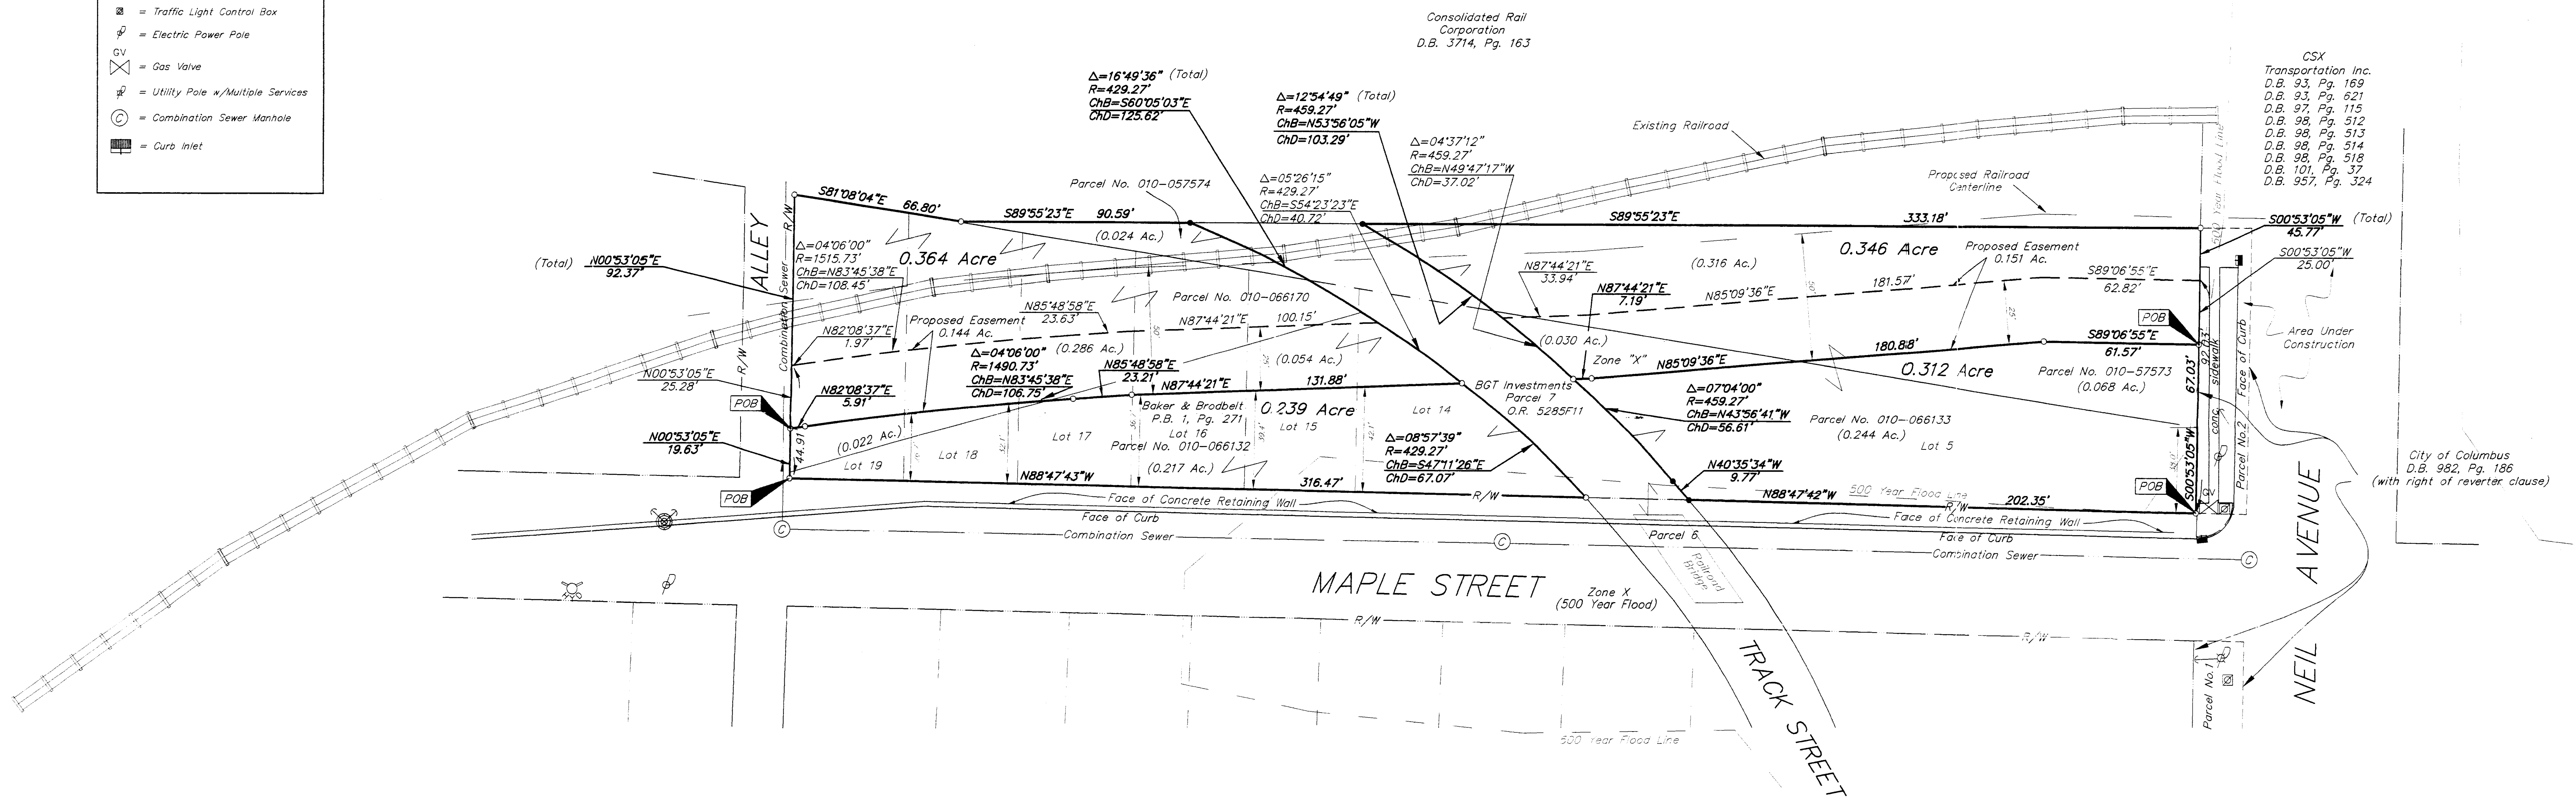 = Traffic Light Control Box
= Electric Power Pole
GV
= Gas Valve
= Utility Pole w/Multiple Services
C = Combination Sewer Manhole
= Curb Inlet
Consolidated Rail
Corporation
D.B. 3714, Pg. 163
CSX
Transportation Inc.
D.B. 93, Pg. 169
D.B. 93, Pg. 621
D.B. 97, Pg. 115
D.B. 98, Pg. 512
D.B. 98, Pg. 513
D.B. 98, Pg. 514
D.B. 98, Pg. 518
D.B. 101, Pg. 37
D.B. 957, Pg. 324
Δ=16°49'36" (Total)
R=429.27'
ChB=S60°05'03"E
ChD=125.62'
Δ=12°54'49" (Total)
R=459.27'
ChB=N53°56'05"W
ChD=103.29'
Δ=04°37'12"
R=459.27'
ChB=N49°47'17"W
ChD=37.02'
Existing Railroad
Δ=05°26'15"
R=429.27'
ChB=S54°23'23"E
ChD=40.72'
Parcel No. 010-057574
Proposed Railroad
Centerline
500 Year Flood Line
ALLEY
R/W
R/W
Combination Sewer
S81°08'04"E 66.80'
S89°55'23"E 90.59'
(0.024 Ac.)
S89°55'23"E 333.18'
S00°53'05"W (Total)
45.77'
S00°53'05"W
25.00'
(Total) N00°53'05"E
92.37'
Δ=04°06'00"
R=1515.73'
ChB=N83°45'38"E
ChD=108.45'
0.364 Acre
Parcel No. 010-066170
0.346 Acre
(0.316 Ac.)
Proposed Easement
0.151 Ac.
N87°44'21"E
33.94'
N87°44'21"E
7.19'
N85°09'36"E 181.57'
S89°06'55"E
62.82'
50'
25'
N85°48'58"E
23.63'
Proposed Easement
0.144 Ac.
N87°44'21"E 100.15'
50'
N82°08'37"E
1.97'
(0.286 Ac.)
(0.054 Ac.)
(0.030 Ac.)
Zone "X"
N85°09'36"E 180.88'
S89°06'55"E
61.57'
POB
Area Under
Construction
Δ=04°06'00"
R=1490.73'
ChB=N83°45'38"E
ChD=106.75'
N85°48'58"E
23.21'
N87°44'21"E 131.88'
N00°53'05"E
25.28'
N82°08'37"E
5.91'
POB
BGT Investments
Parcel 7
O.R. 5285F11
0.312 Acre
Parcel No. 010-57573
(0.068 Ac.)
Δ=07°04'00"
R=459.27'
ChB=N43°56'41"W
ChD=56.61'
Parcel No. 010-066133
(0.244 Ac.)
Lot 5
Baker & Brodbelt
P.B. 1, Pg. 271
0.239 Acre
Lot 14
Lot 15
Lot 16
Lot 17
Lot 18
Lot 19
Parcel No. 010-066132
(0.217 Ac.)
(0.022 Ac.)
32.1'
39.4'
42.1'
44.91'
N00°53'05"E
19.63'
POB
Δ=08°57'39"
R=429.27'
ChB=S47°11'26"E
ChD=67.07'
N88°47'43"W 316.47' R/W
N40°35'34"W
9.77'
N88°47'42"W 202.35'
500 Year Flood Line
R/W
POB
S00°53'05"W 67.03'
92.03'
conc. sidewalk
GV
Parcel No.2 Face of Curb
City of Columbus
D.B. 982, Pg. 186
(with right of reverter clause)
Face of Concrete Retaining Wall
Face of Curb
Combination Sewer
Face of Concrete Retaining Wall
Face of Curb
Combination Sewer
C
C
C
Parcel 6
Railroad
Bridge
MAPLE STREET
Zone X
(500 Year Flood)
R/W
R/W
TRACK STREET
NEIL AVENUE
Parcel No.1
500 Year Flood Line